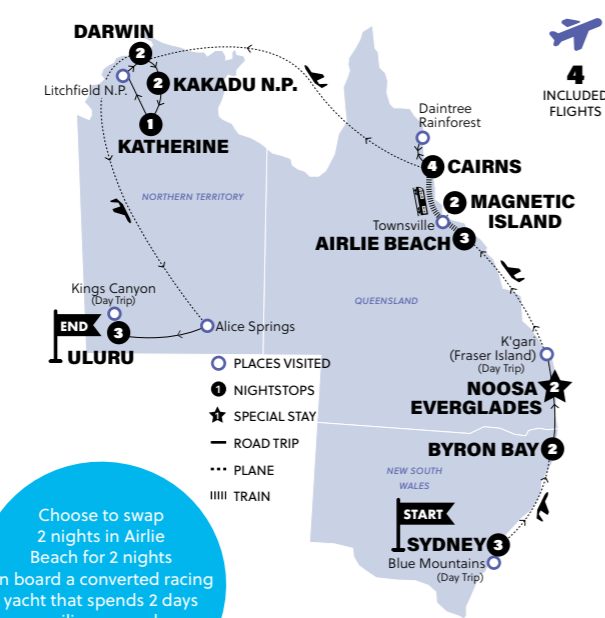 DARWIN
2
4
INCLUDED
FLIGHTS
Litchfield N.P.
2
KAKADU N.P.
1
KATHERINE
Daintree
Rainforest
4
CAIRNS
2
MAGNETIC
ISLAND
Townsville
AIRLIE BEACH
3
NORTHERN TERRITORY
QUEENSLAND
Kings Canyon
(Day Trip)
END
3
ULURU
Alice Springs
K'gari
(Fraser Island)
(Day Trip)
NOOSA
EVERGLADES
2
BYRON BAY
2
NEW SOUTH
WALES
START
SYDNEY
3
Blue Mountains
(Day Trip)
PLACES VISITED
1
NIGHTSTOPS
1
SPECIAL STAY
ROAD TRIP
PLANE
TRAIN
Choose to swap
2 nights in Airlie
Beach for 2 nights
n board a converted racing
yacht that spends 2 days